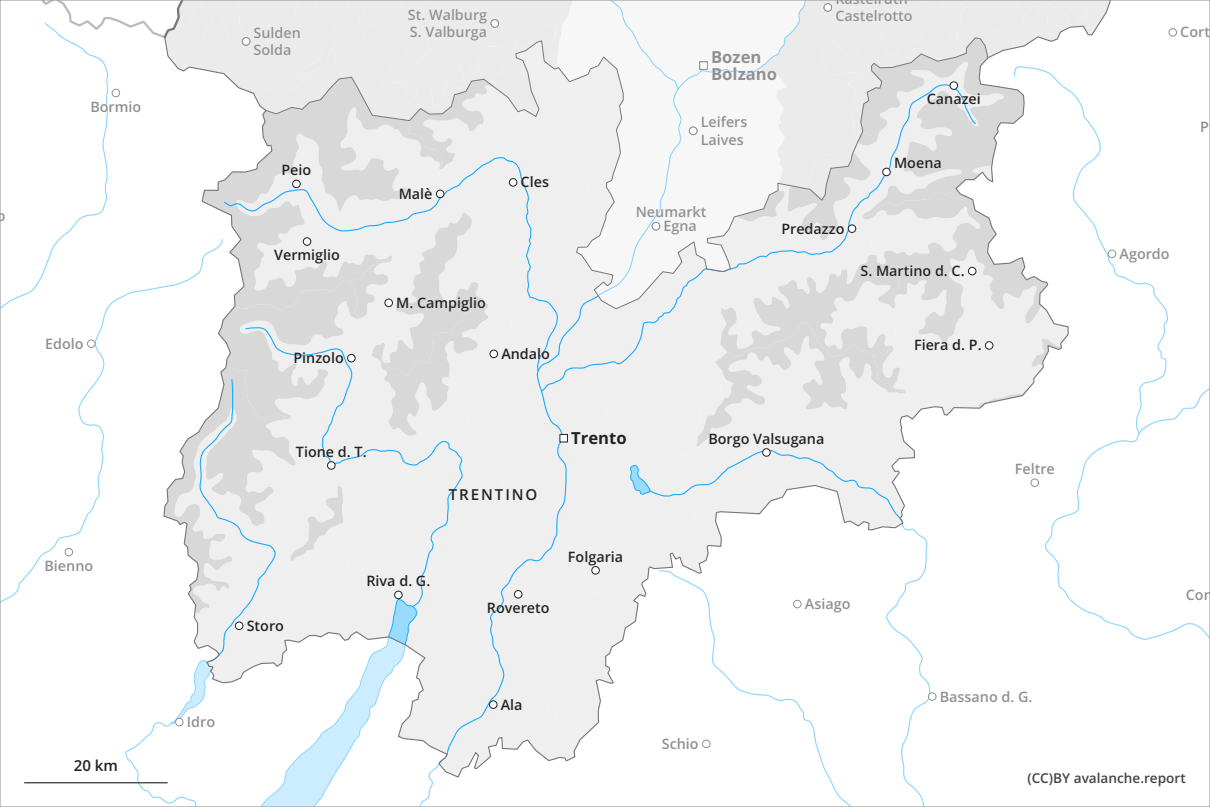 Kastelruth
Castelrotto
St. Walburg
S. Valburga
Sulden
Solda
Cort
Bozen
Bolzano
Bormio
Canazei
Leifers
Laives
P
Moena
Peio
Malè
Cles
Neumarkt
Egna
Predazzo
Vermiglio
Agordo
S. Martino d. C.
M. Campiglio
Edolo
Pinzolo
Andalo
Fiera d. P.
Trento
Borgo Valsugana
Tione d. T.
Feltre
TRENTINO
Bienno
Folgaria
Riva d. G.
Cor
Rovereto
Asiago
Storo
Bassano d. G.
Ala
Idro
Schio
20 km
(CC)BY avalanche.report